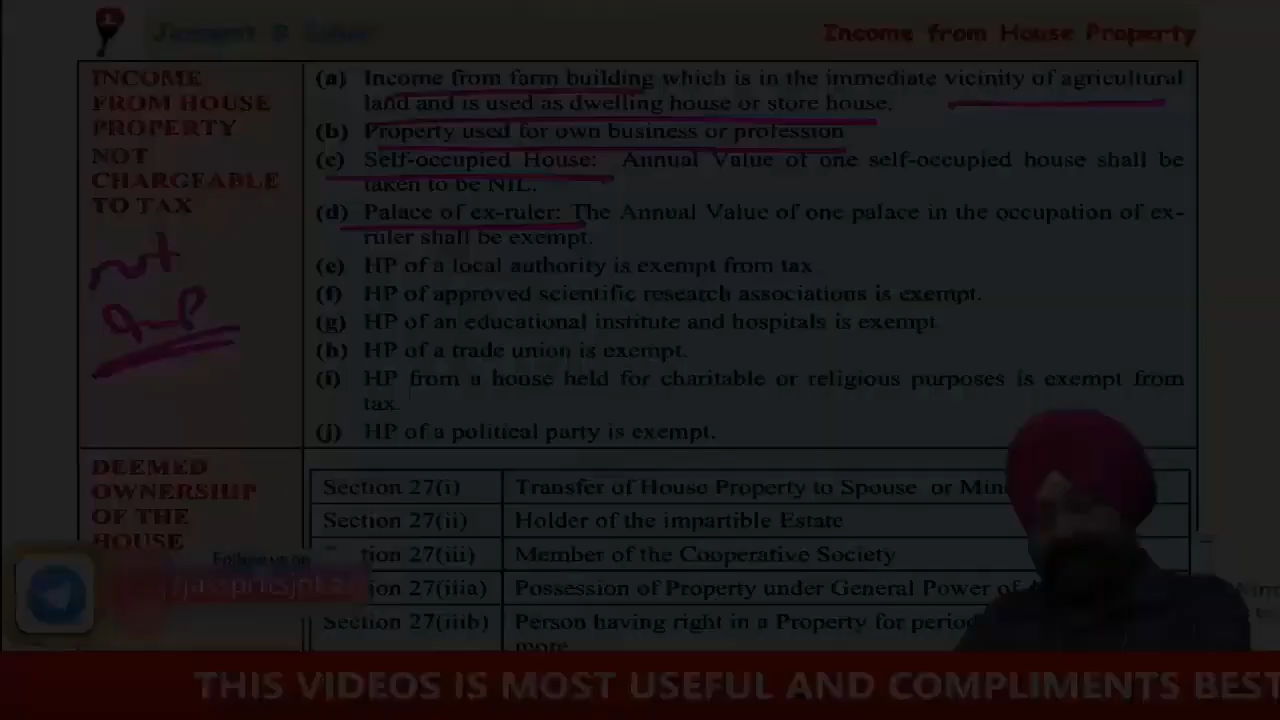 Income from House Property
INCOME
FROM HOUSE
PROPERTY
NOT
CHARGEABLE
TO TAX
(a) Income from farm building which is in the immediate vicinity of agricultural
land and is used as dwelling house or store house.
(b) Property used for own business or profession
(c) Self-occupied House: Annual Value of one self-occupied house shall be
taken to be NIL.
(d) Palace of ex-ruler: The Annual Value of one palace in the occupation of ex-
ruler shall be exempt.
(e) HP of a local authority is exempt from tax
(f) HP of approved scientific research associations is exempt.
(g) HP of an educational institute and hospitals is exempt
(h) HP of a trade union is exempt.
(i) HP from a house held for charitable or religious purposes is exempt from
tax.
(j) HP of a political party is exempt.
not
DEEMED
OWNERSHIP
OF THE
HOUSE
Section 27(i) Transfer of House Property to Spouse or
Section 27(ii) Holder of the impartible Estate
tion 27(iii) Member of the Cooperative Society
ion 27(iiia) Possession of Property under General Power of
Section 27(iiib) Person having right in a Property for period
more
Follow us on
THIS VIDEOS IS MOST USEFUL AND COMPLIMENTS BEST